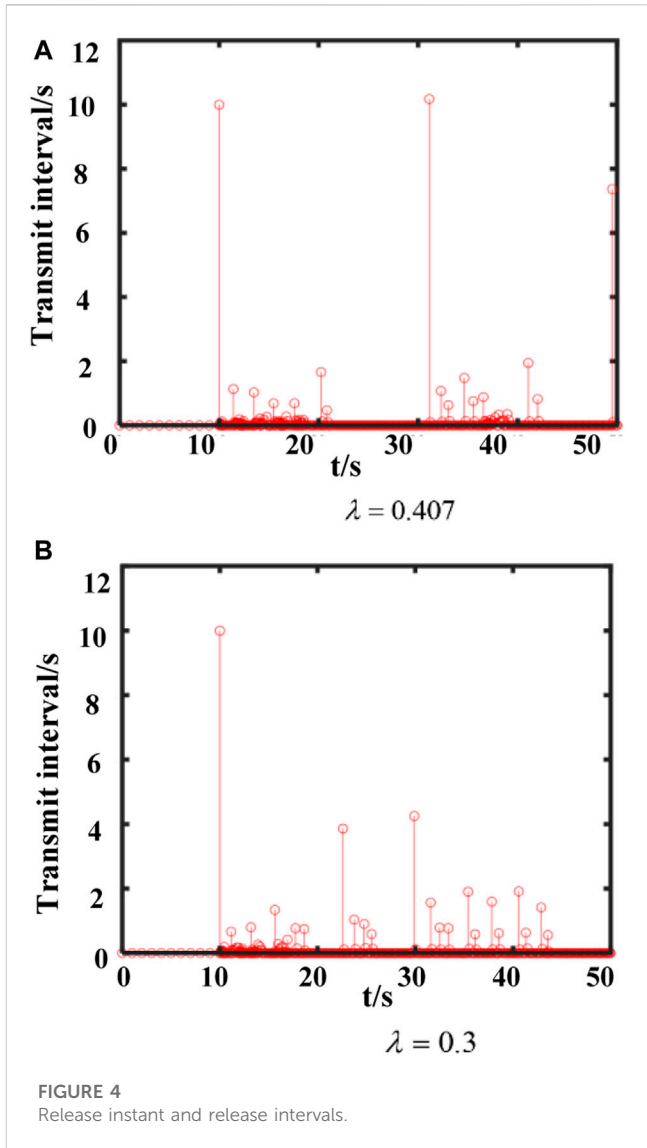 A
12
10
8
6
4
2
0
Transmit interval/s
0 10 20 30 40 50
t/s
λ = 0.407
B
12
10
8
6
4
2
0
Transmit interval/s
0 10 20 30 40 50
t/s
λ = 0.3
FIGURE 4
Release instant and release intervals.